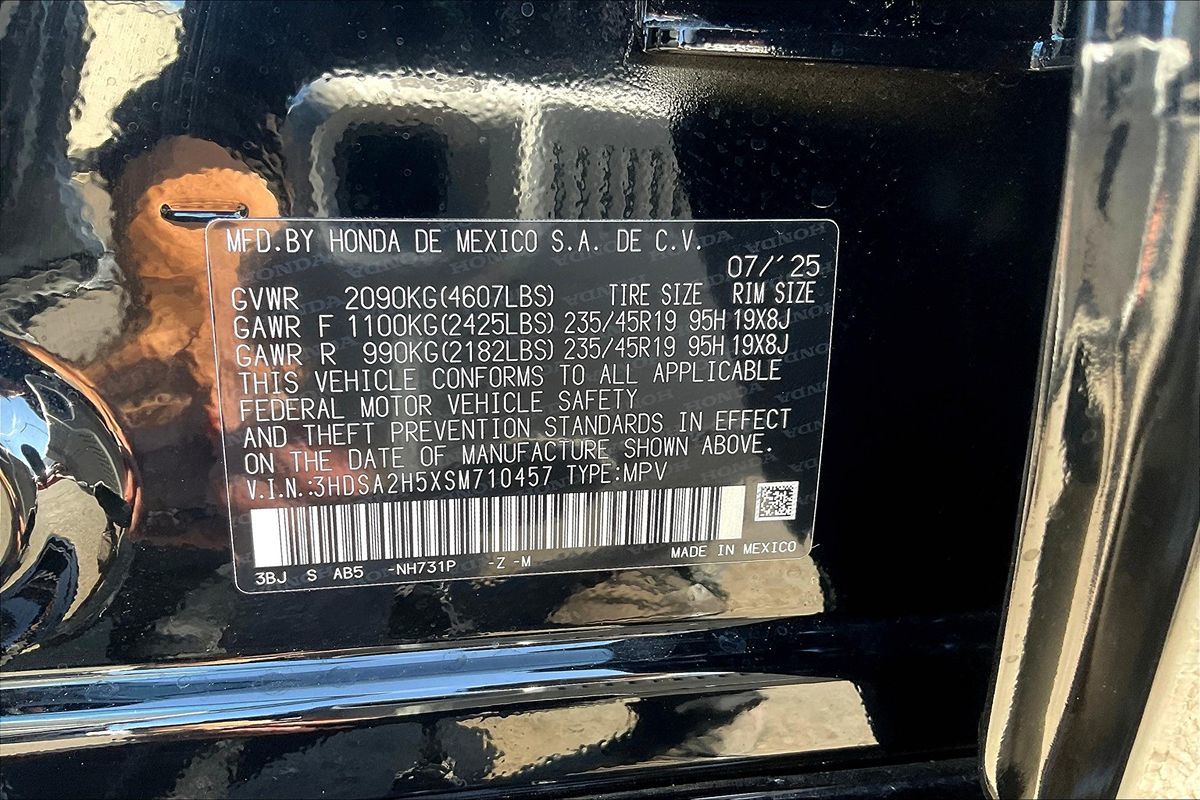 MFD.BY HONDA DE MEXICO S.A. DE C.V.
07/'25
GVWR 2090KG(4607LBS) TIRE SIZE RIM SIZE
GAWR F 1100KG(2425LBS) 235/45R19 95H 19X8J
GAWR R 990KG(2182LBS) 235/45R19 95H 19X8J
THIS VEHICLE CONFORMS TO ALL APPLICABLE
FEDERAL MOTOR VEHICLE SAFETY
AND THEFT PREVENTION STANDARDS IN EFFECT
ON THE DATE OF MANUFACTURE SHOWN ABOVE.
V.I.N.:3HDSA2H5XSM710457 TYPE:MPV
MADE IN MEXICO
3BJ S AB5 -NH731P -Z -M